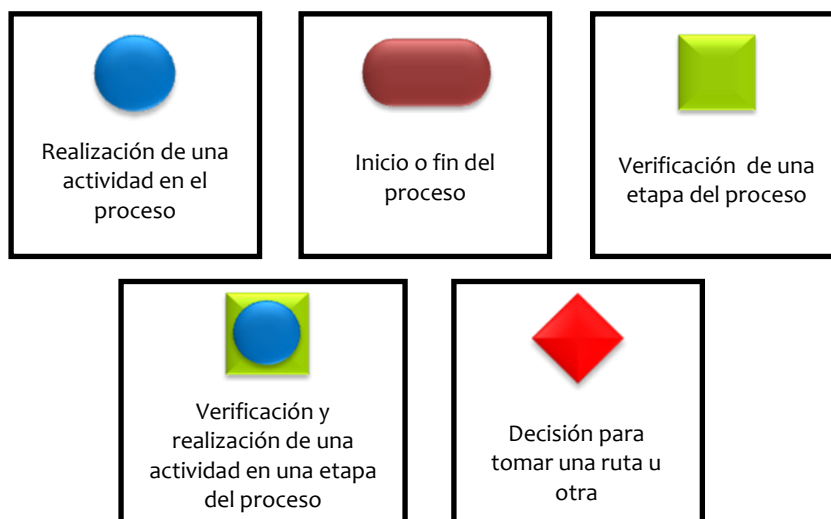 Realización de una
actividad en el
proceso
Inicio o fin del
proceso
Verificación de una
etapa del proceso
Verificación y
realización de una
actividad en una etapa
del proceso
Decisión para
tomar una ruta u
otra